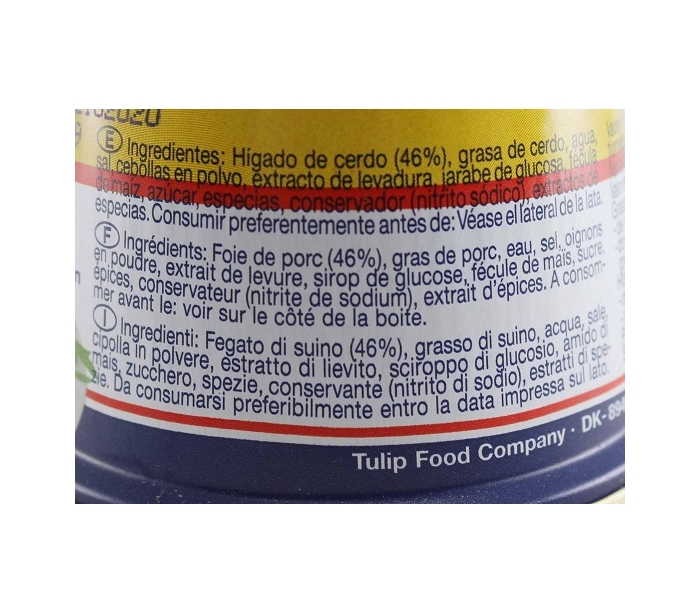 2020
E Ingredientes: Hígado de cerdo (46%), grasa de cerdo, agua,
sal, cebollas en polvo, extracto de levadura, jarabe de glucosa, fécula
de maíz, azúcar, especias, conservador (nitrito sódico), extractos de
especias. Consumir preferentemente antes de: Véase el lateral de la lata.
F Ingrédients: Foie de porc (46%), gras de porc, eau, sel, oignons
en poudre, extrait de levure, sirop de glucose, fécule de maïs, sucre,
épices, conservateur (nitrite de sodium), extrait d'épices. A consom-
mer avant le: voir sur le côté de la boite.
I Ingredienti: Fegato di suino (46%), grasso di suino, acqua, sale,
cipolla in polvere, estratto di lievito, sciroppo di glucosio, amido di
mais, zucchero, spezie, conservante (nitrito di sodio), estratti di spe-
zie. Da consumarsi preferibilmente entro la data impressa sul lato.
Tulip Food Company · DK-894